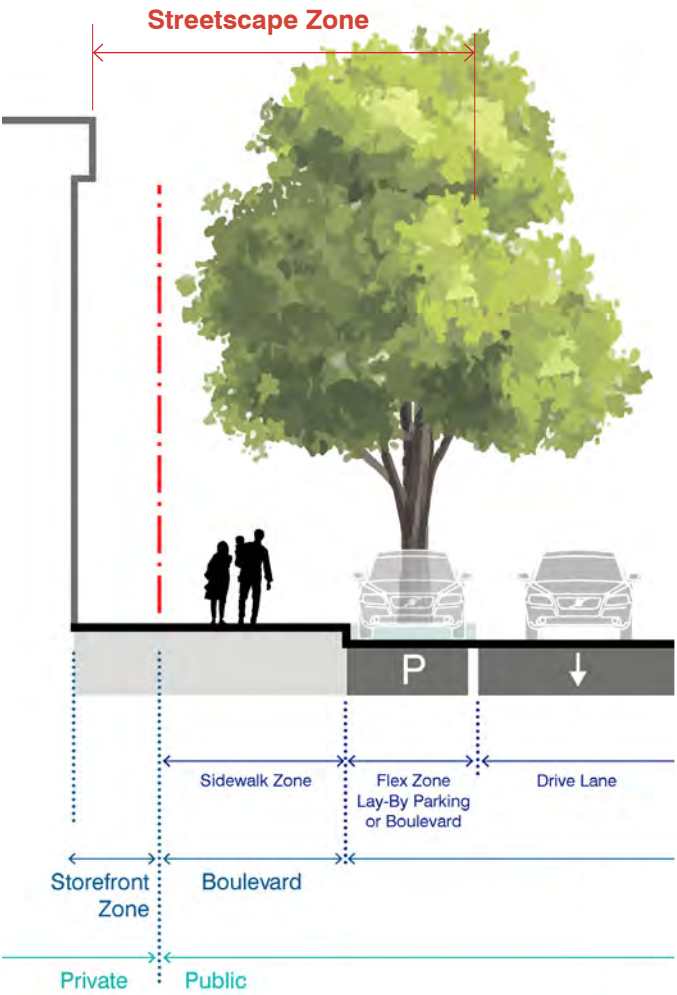 Streetscape Zone
P
Sidewalk Zone
Flex Zone
Lay-By Parking
or Boulevard
Drive Lane
Storefront
Zone
Boulevard
Private
Public